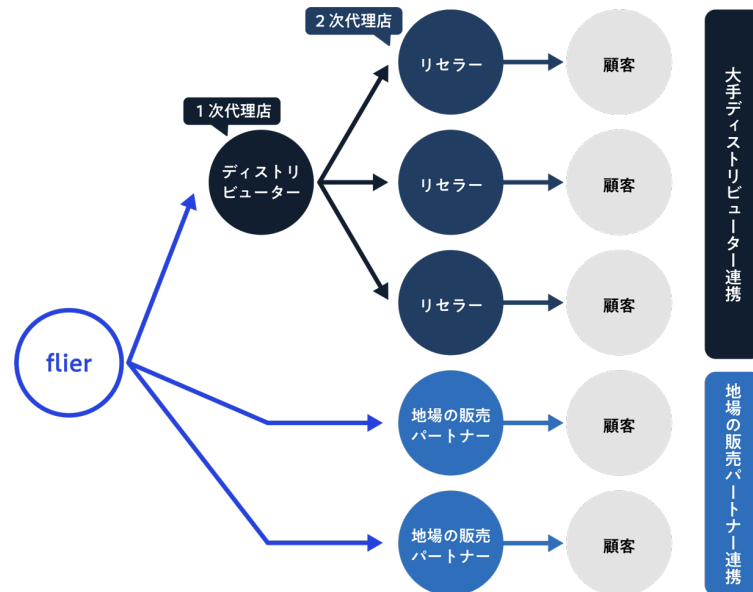 2次代理店
リセラー
顧客
1次代理店
ディストリ
ビューター
リセラー
顧客
リセラー
顧客
大手ディストリビューター連携
flier
地場の販売
パートナー
顧客
地場の販売
パートナー
顧客
地場の販売パートナー連携